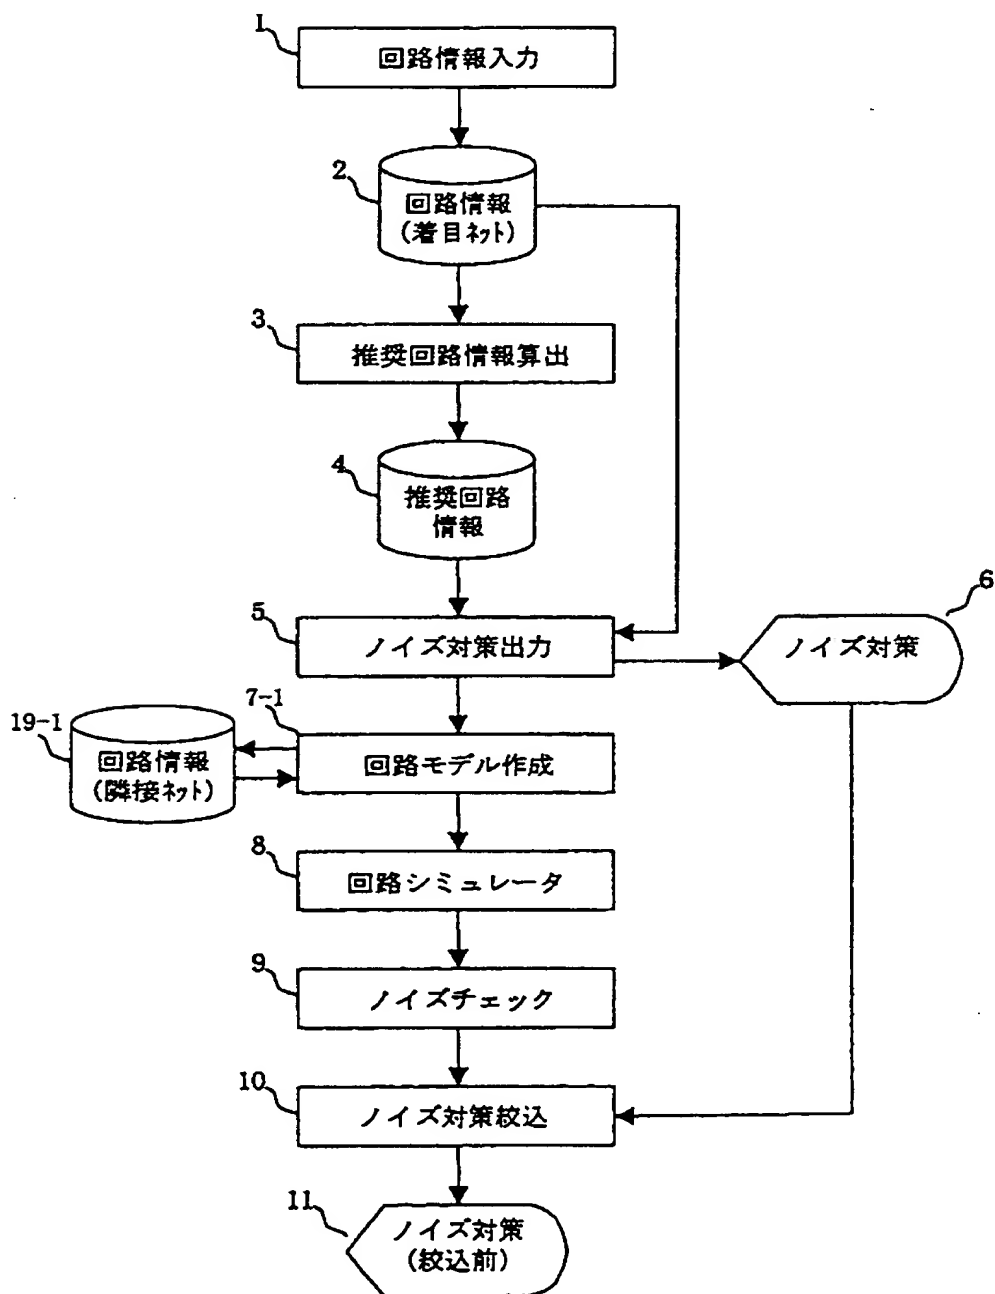 1
回路情報入力
2
回路情報
(着目ネット)
3
推奨回路情報算出
4
推奨回路
情報
5
ノイズ対策出力
6
ノイズ対策
7-1
回路モデル作成
19-1
回路情報
(隣接ネット)
8
回路シミュレータ
9
ノイズチェック
10
ノイズ対策絞込
11
ノイズ対策
(絞込前)